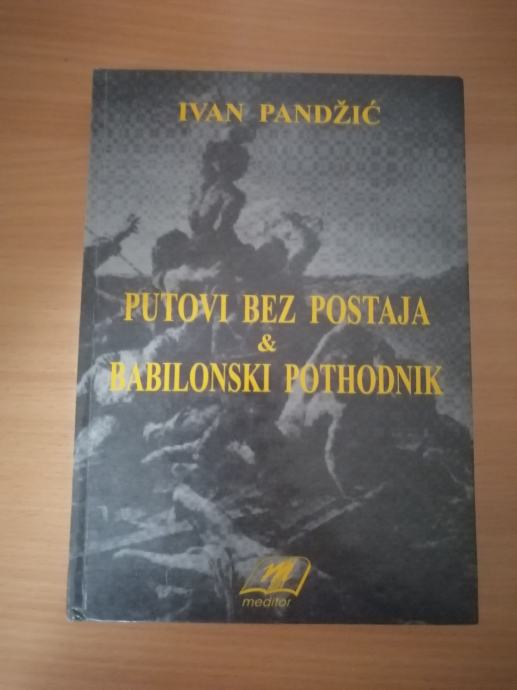 IVAN PANDŽIĆ
PUTOVI BEZ POSTAJA
&
BABILONSKI POTHODNIK
meditor